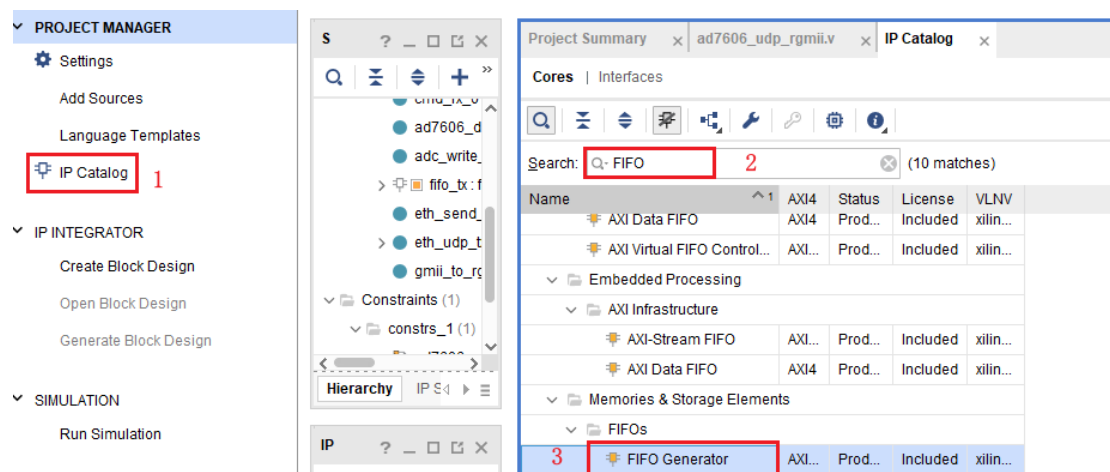 PROJECT MANAGER
Settings
Add Sources
Language Templates
IP Catalog
1
IP INTEGRATOR
Create Block Design
Open Block Design
Generate Block Design
SIMULATION
Run Simulation
S
ad7606_d
adc_write_
fifo_tx : f
eth_send_
eth_udp_t
gmii_to_rg
Constraints (1)
constrs_1 (1)
Hierarchy
IP S
IP
Project Summary
ad7606_udp_rgmii.v
IP Catalog
Cores | Interfaces
Search: FIFO
2
(10 matches)
Name 1 AXI4 Status License VLNV
AXI Data FIFO AXI4 Prod... Included xilin...
AXI Virtual FIFO Control... AXI... Prod... Included xilin...
Embedded Processing
AXI Infrastructure
AXI-Stream FIFO AXI... Prod... Included xilin...
AXI Data FIFO AXI4 Prod... Included xilin...
Memories & Storage Elements
FIFOs
3 FIFO Generator AXI... Prod... Included xilin...